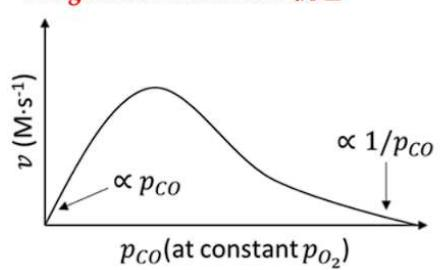 v (M·s⁻¹)
∝ 1/p_CO
∝ p_CO
p_CO(at constant p_O₂)